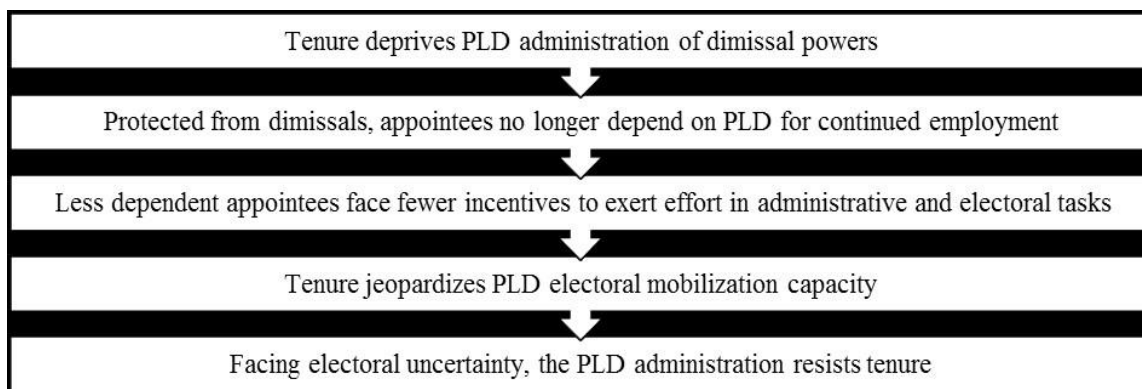 Tenure deprives PLD administration of dimissal powers
Protected from dimissals, appointees no longer depend on PLD for continued employment
Less dependent appointees face fewer incentives to exert effort in administrative and electoral tasks
Tenure jeopardizes PLD electoral mobilization capacity
Facing electoral uncertainty, the PLD administration resists tenure